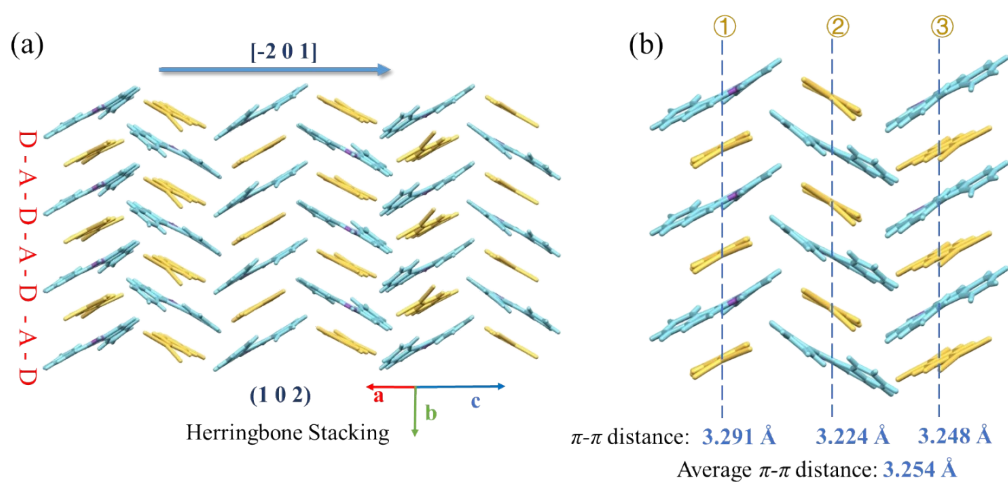 (a)
[-2 0 1]
D-A-D-A-D-A-D
(1 0 2)
a
b
c
Herringbone Stacking
(b)
① ② ③
π-π distance: 3.291 Å 3.224 Å 3.248 Å
Average π-π distance: 3.254 Å